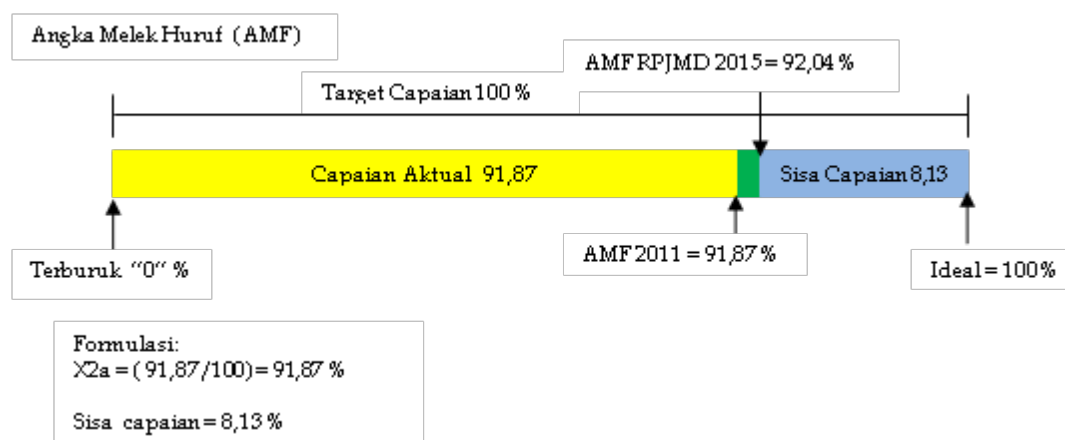 Angka Melek Huruf (AMF)
AMF RPJMD 2015 = 92,04 %
Target Capaian 100 %
Capaian Aktual 91,87
Sisa Capaian 8,13
Terburuk “0” %
AMF 2011 = 91,87 %
Ideal = 100%
Formulasi:
X2a = ( 91,87/100) = 91,87 %
Sisa capaian = 8,13 %